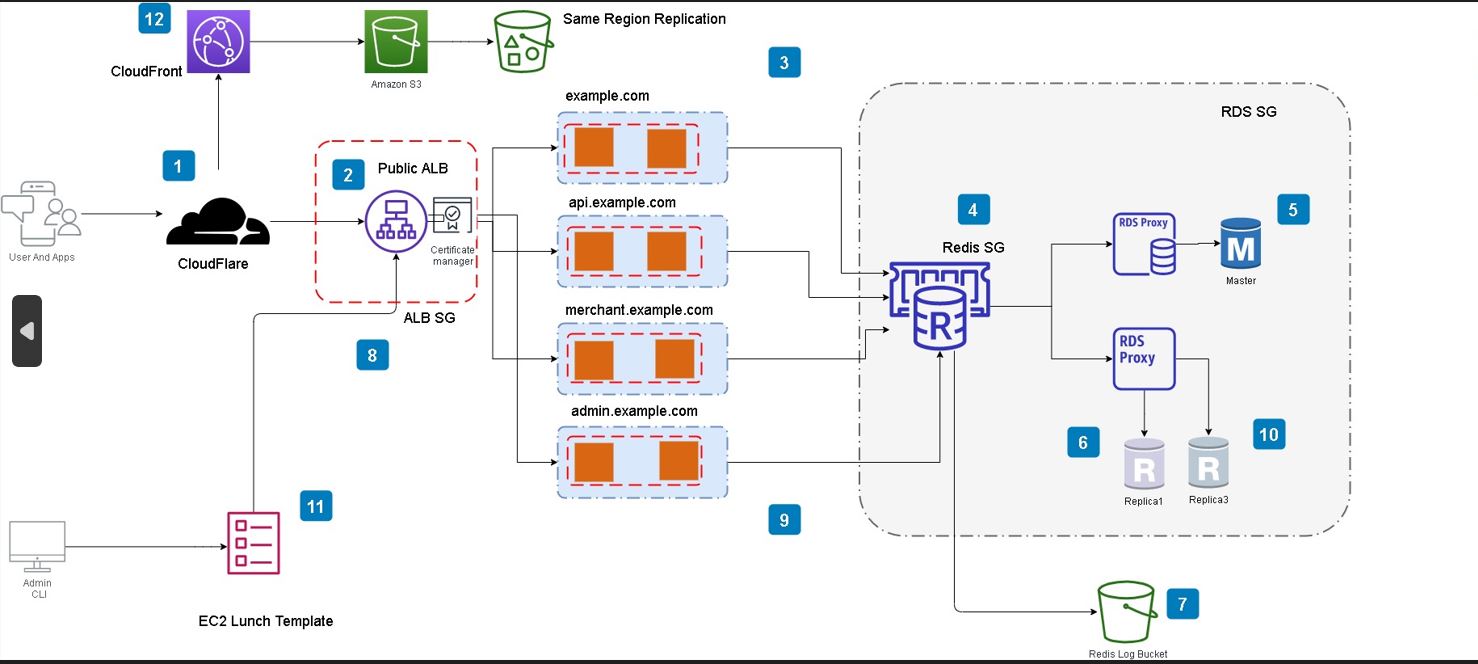 12
CloudFront
Amazon S3
Same Region Replication
3
1
User And Apps
CloudFlare
2
Public ALB
Certificate
manager
ALB SG
8
example.com
api.example.com
merchant.example.com
admin.example.com
9
RDS SG
4
Redis SG
R
RDS Proxy
M
Master
5
RDS
Proxy
6
R
Replica1
R
Replica3
10
11
Admin
CLI
EC2 Lunch Template
7
Redis Log Bucket